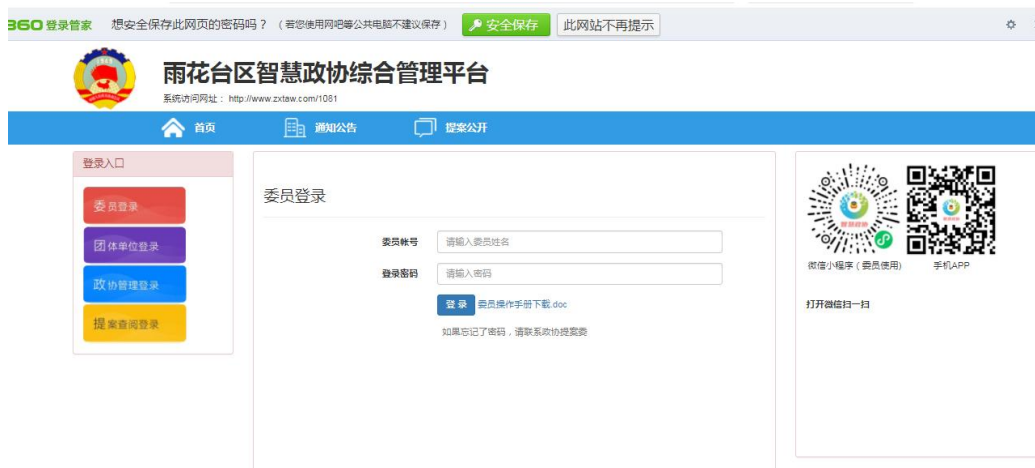 360 登录管家 想安全保存此网页的密码吗？ （若您使用网吧等公共电脑不建议保存） 安全保存 此网站不再提示
雨花台区智慧政协综合管理平台
系统访问网址： http://www.zxtaw.com/1081
首页 通知公告 提案公开
登录入口
委员登录
团体单位登录
政协管理登录
提案查阅登录
委员登录
委员帐号 请输入委员姓名
登录密码 请输入密码
登录 委员操作手册下载.doc
如果忘记了密码，请联系政协提案委
微信小程序（委员使用） 手机APP
打开微信扫一扫